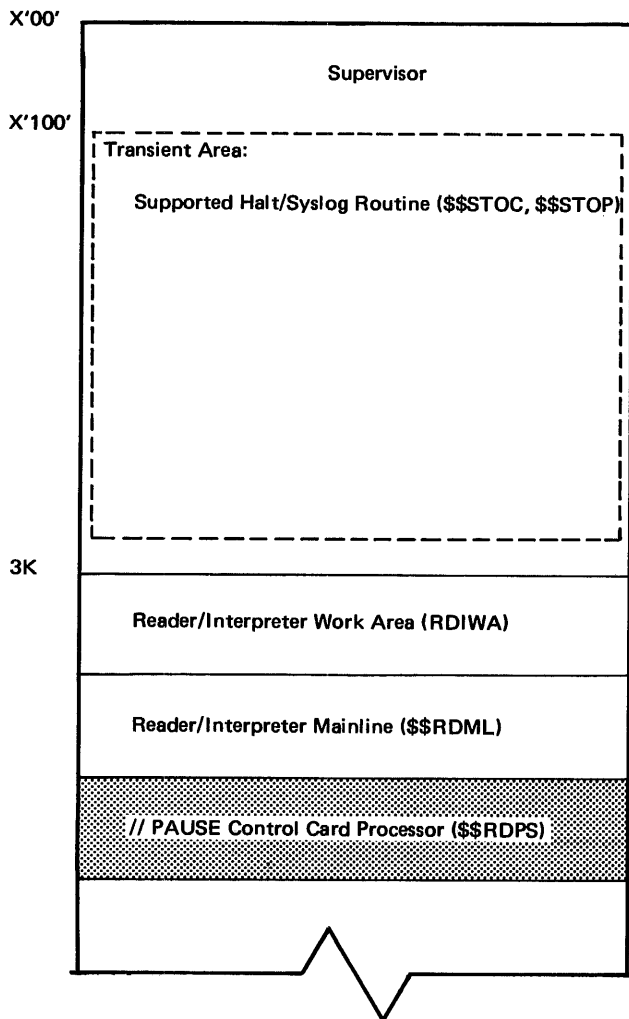 X'00'
Supervisor
X'100'
Transient Area:
Supported Halt/Syslog Routine ($$STOC, $$STOP)
3K
Reader/Interpreter Work Area (RDIWA)
Reader/Interpreter Mainline ($$RDML)
// PAUSE Control Card Processor ($$RDPS)